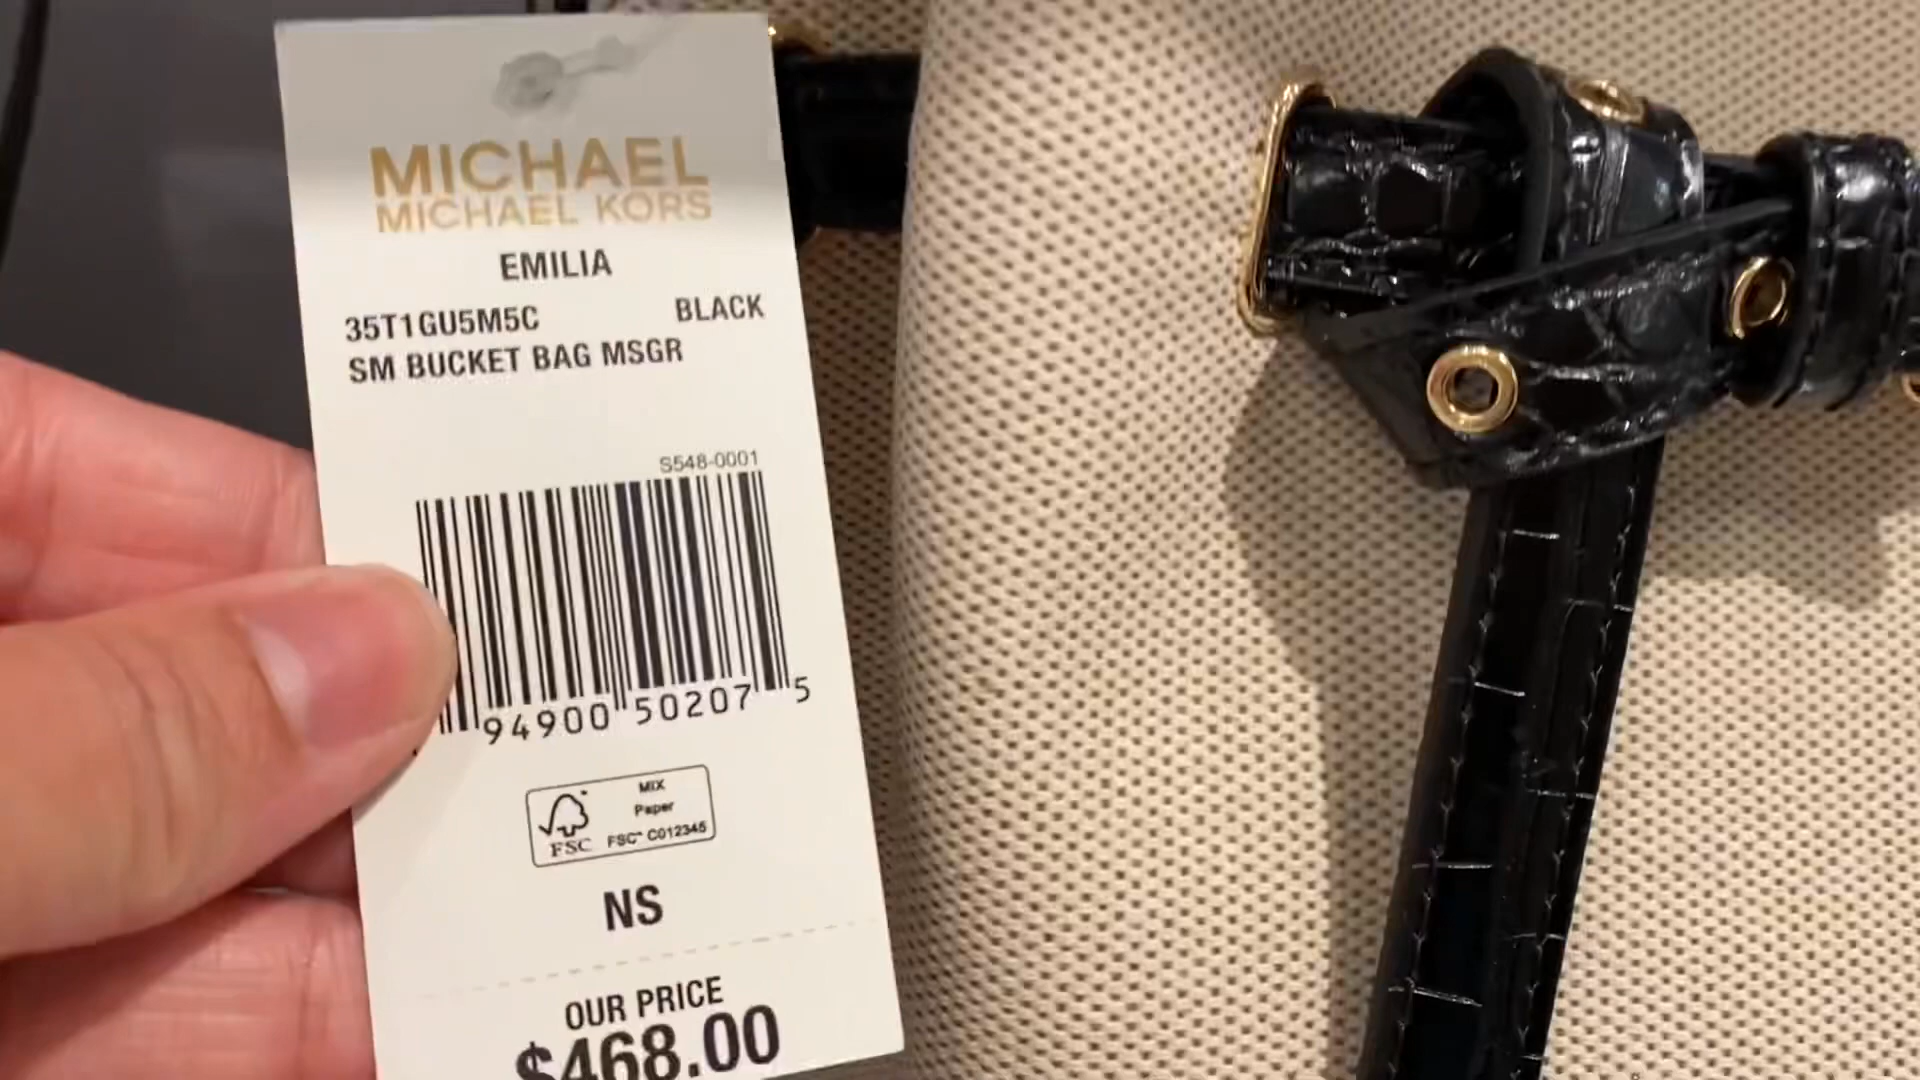 MICHAEL
MICHAEL KORS
EMILIA
35T1GU5M5C BLACK
SM BUCKET BAG MSGR
S548-0001
94900 50207 5
FSC
MIX
Paper
FSC™ C012345
NS
OUR PRICE
$468.00